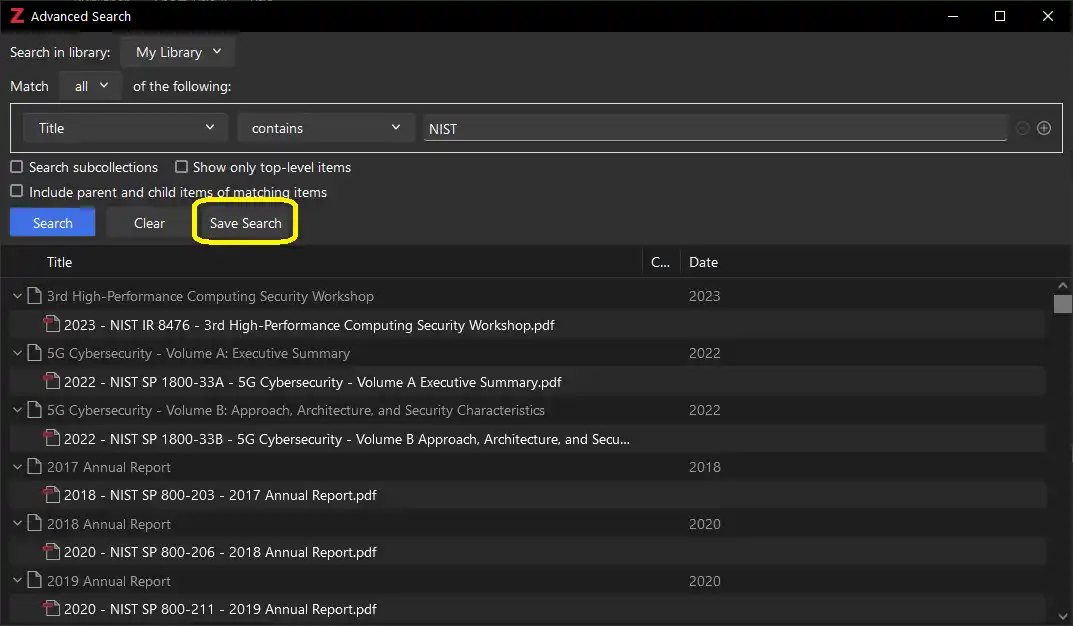 Z Advanced Search
Search in library: My Library
Match all of the following:
Title contains NIST
Search subcollections Show only top-level items
Include parent and child items of matching items
Search Clear Save Search
Title C... Date
3rd High-Performance Computing Security Workshop 2023
2023 - NIST IR 8476 - 3rd High-Performance Computing Security Workshop.pdf
5G Cybersecurity - Volume A: Executive Summary 2022
2022 - NIST SP 1800-33A - 5G Cybersecurity - Volume A Executive Summary.pdf
5G Cybersecurity - Volume B: Approach, Architecture, and Security Characteristics 2022
2022 - NIST SP 1800-33B - 5G Cybersecurity - Volume B Approach, Architecture, and Secu...
2017 Annual Report 2018
2018 - NIST SP 800-203 - 2017 Annual Report.pdf
2018 Annual Report 2020
2020 - NIST SP 800-206 - 2018 Annual Report.pdf
2019 Annual Report 2020
2020 - NIST SP 800-211 - 2019 Annual Report.pdf